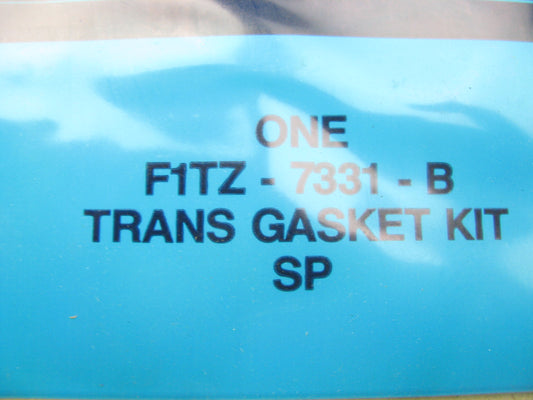 ONE
F1TZ - 7331 - B
TRANS GASKET KIT
SP